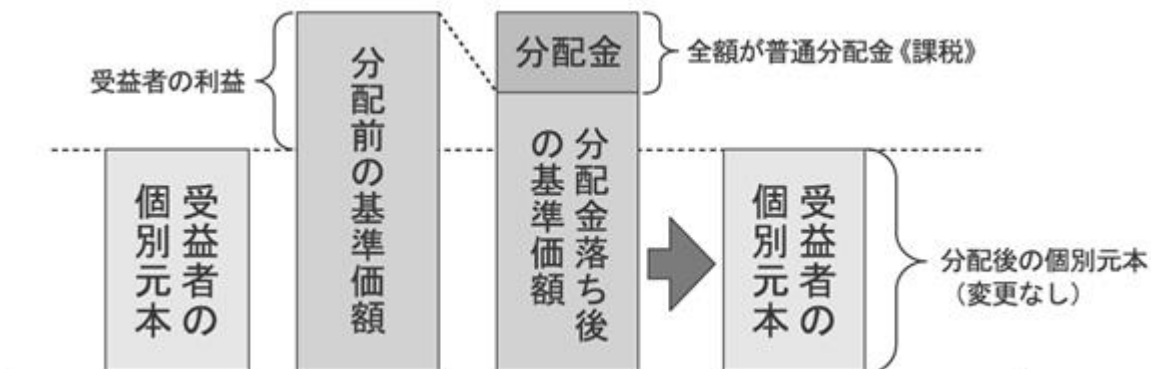 受益者の利益
受益者の
個別元本
分配前の基準価額
分配金
全額が普通分配金《課税》
分配金落ち後
の基準価額
受益者の
個別元本
分配後の個別元本
（変更なし）